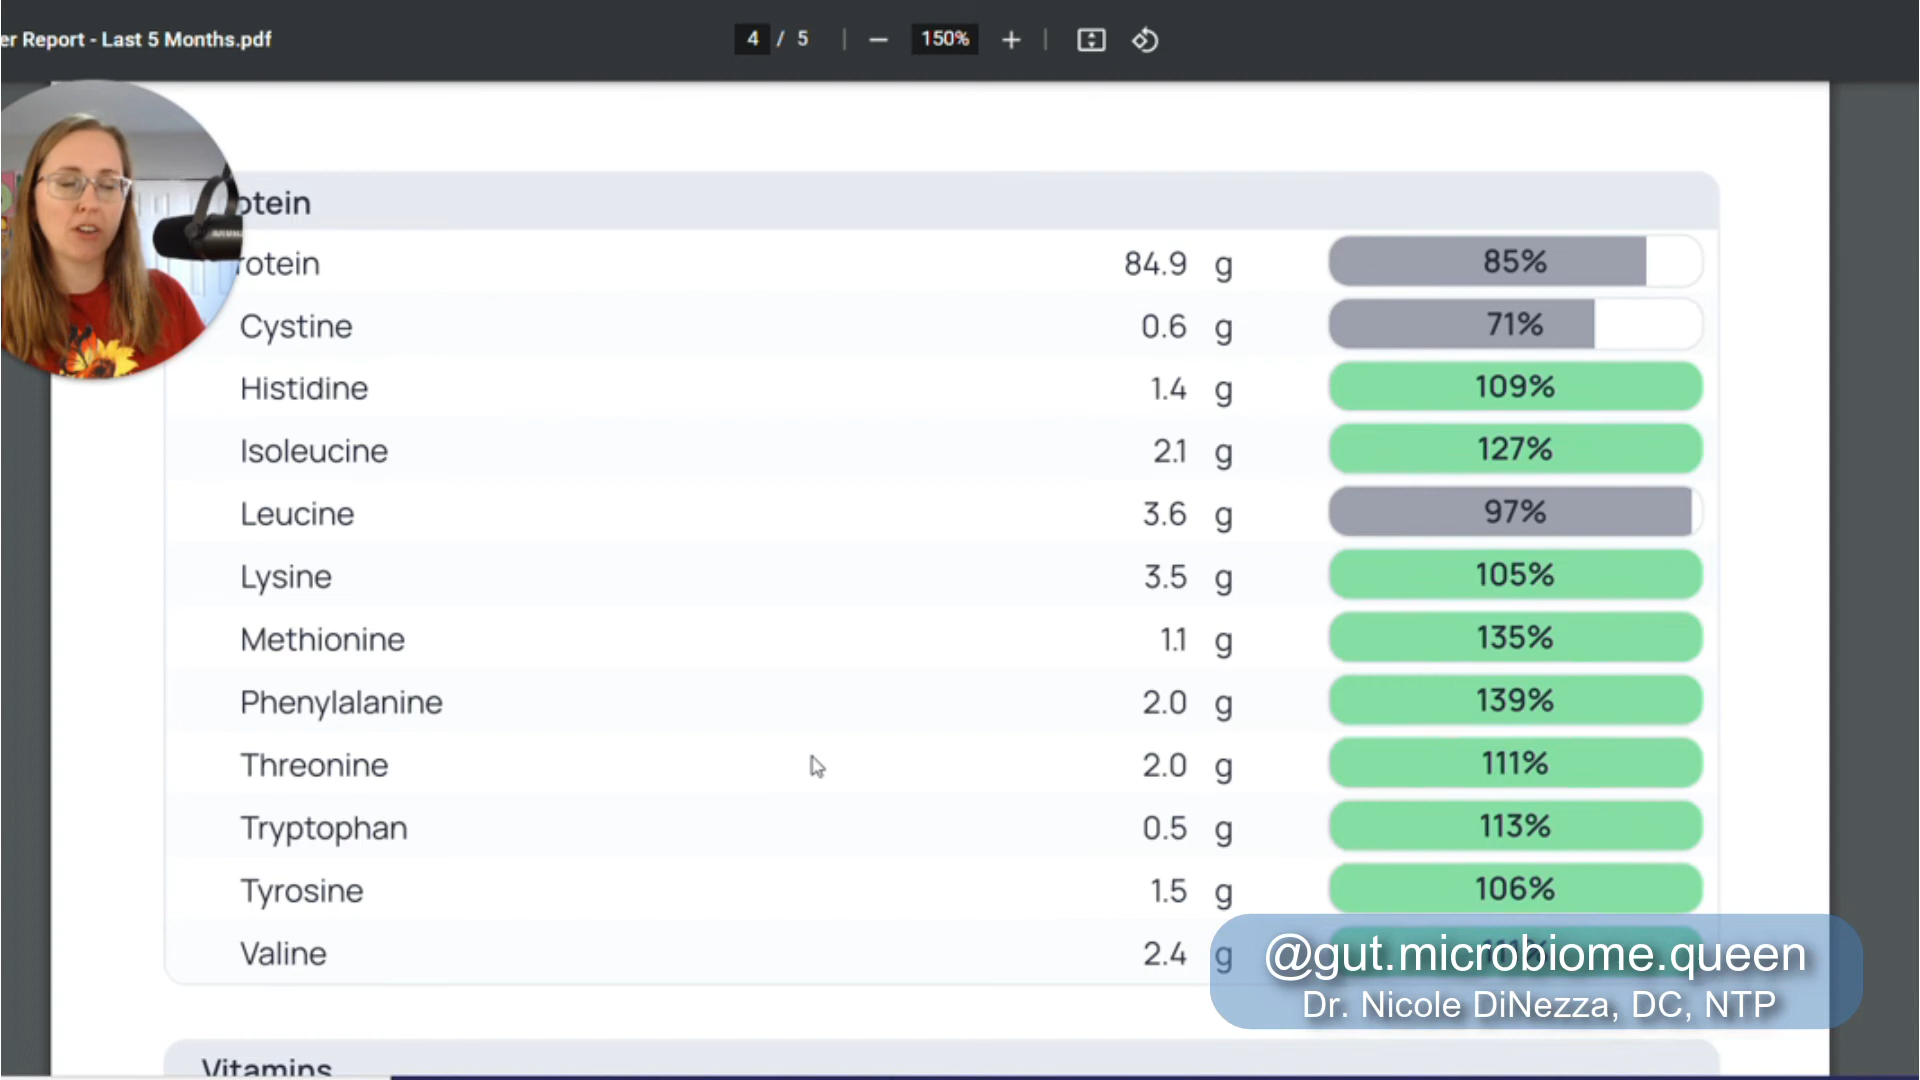 er Report - Last 5 Months.pdf
4 / 5
150%
otein
rotein 84.9 g 85%
Cystine 0.6 g 71%
Histidine 1.4 g 109%
Isoleucine 2.1 g 127%
Leucine 3.6 g 97%
Lysine 3.5 g 105%
Methionine 1.1 g 135%
Phenylalanine 2.0 g 139%
Threonine 2.0 g 111%
Tryptophan 0.5 g 113%
Tyrosine 1.5 g 106%
Valine 2.4 g
@gut.microbiome.queen
Dr. Nicole DiNezza, DC, NTP
Vitamins